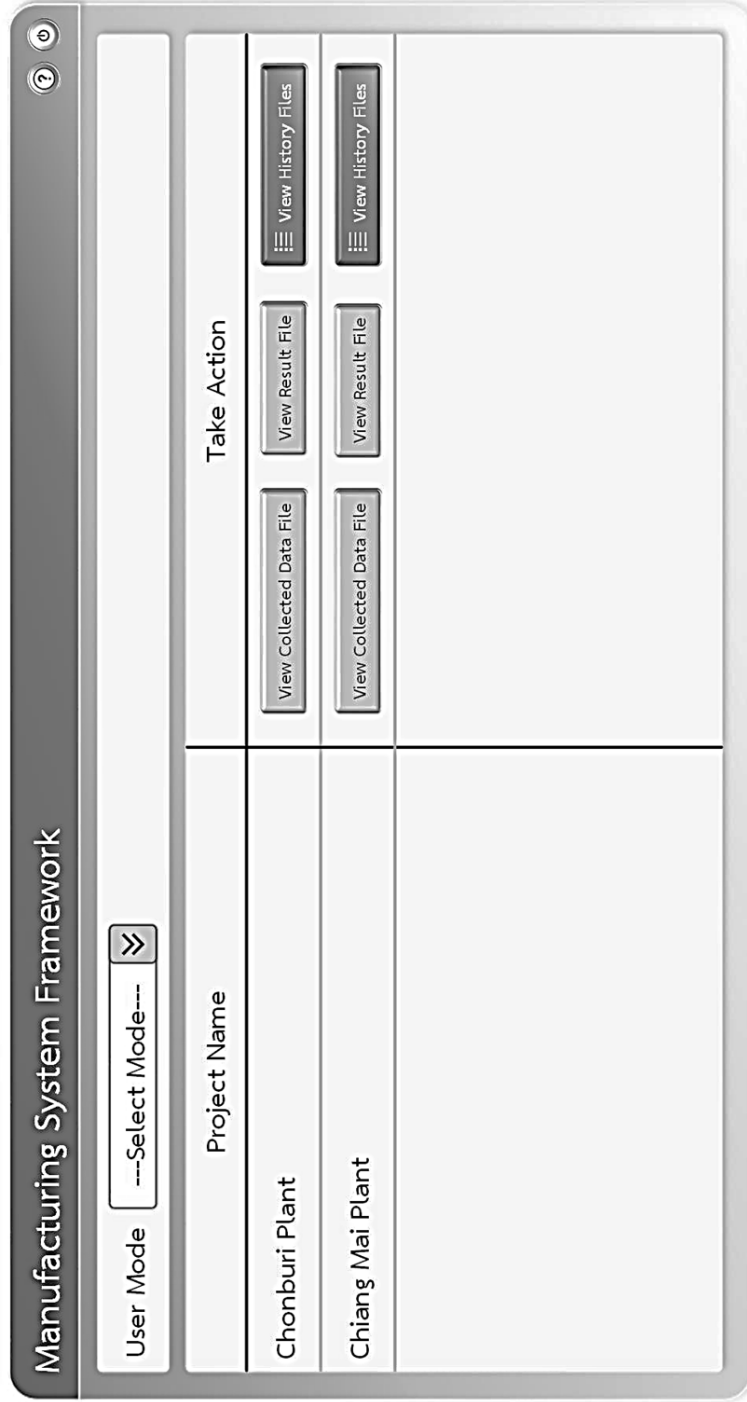 Manufacturing System Framework ?
User Mode ---Select Mode---
Project Name Take Action
Chonburi Plant View Collected Data File View Result File View History Files
Chiang Mai Plant View Collected Data File View Result File View History Files